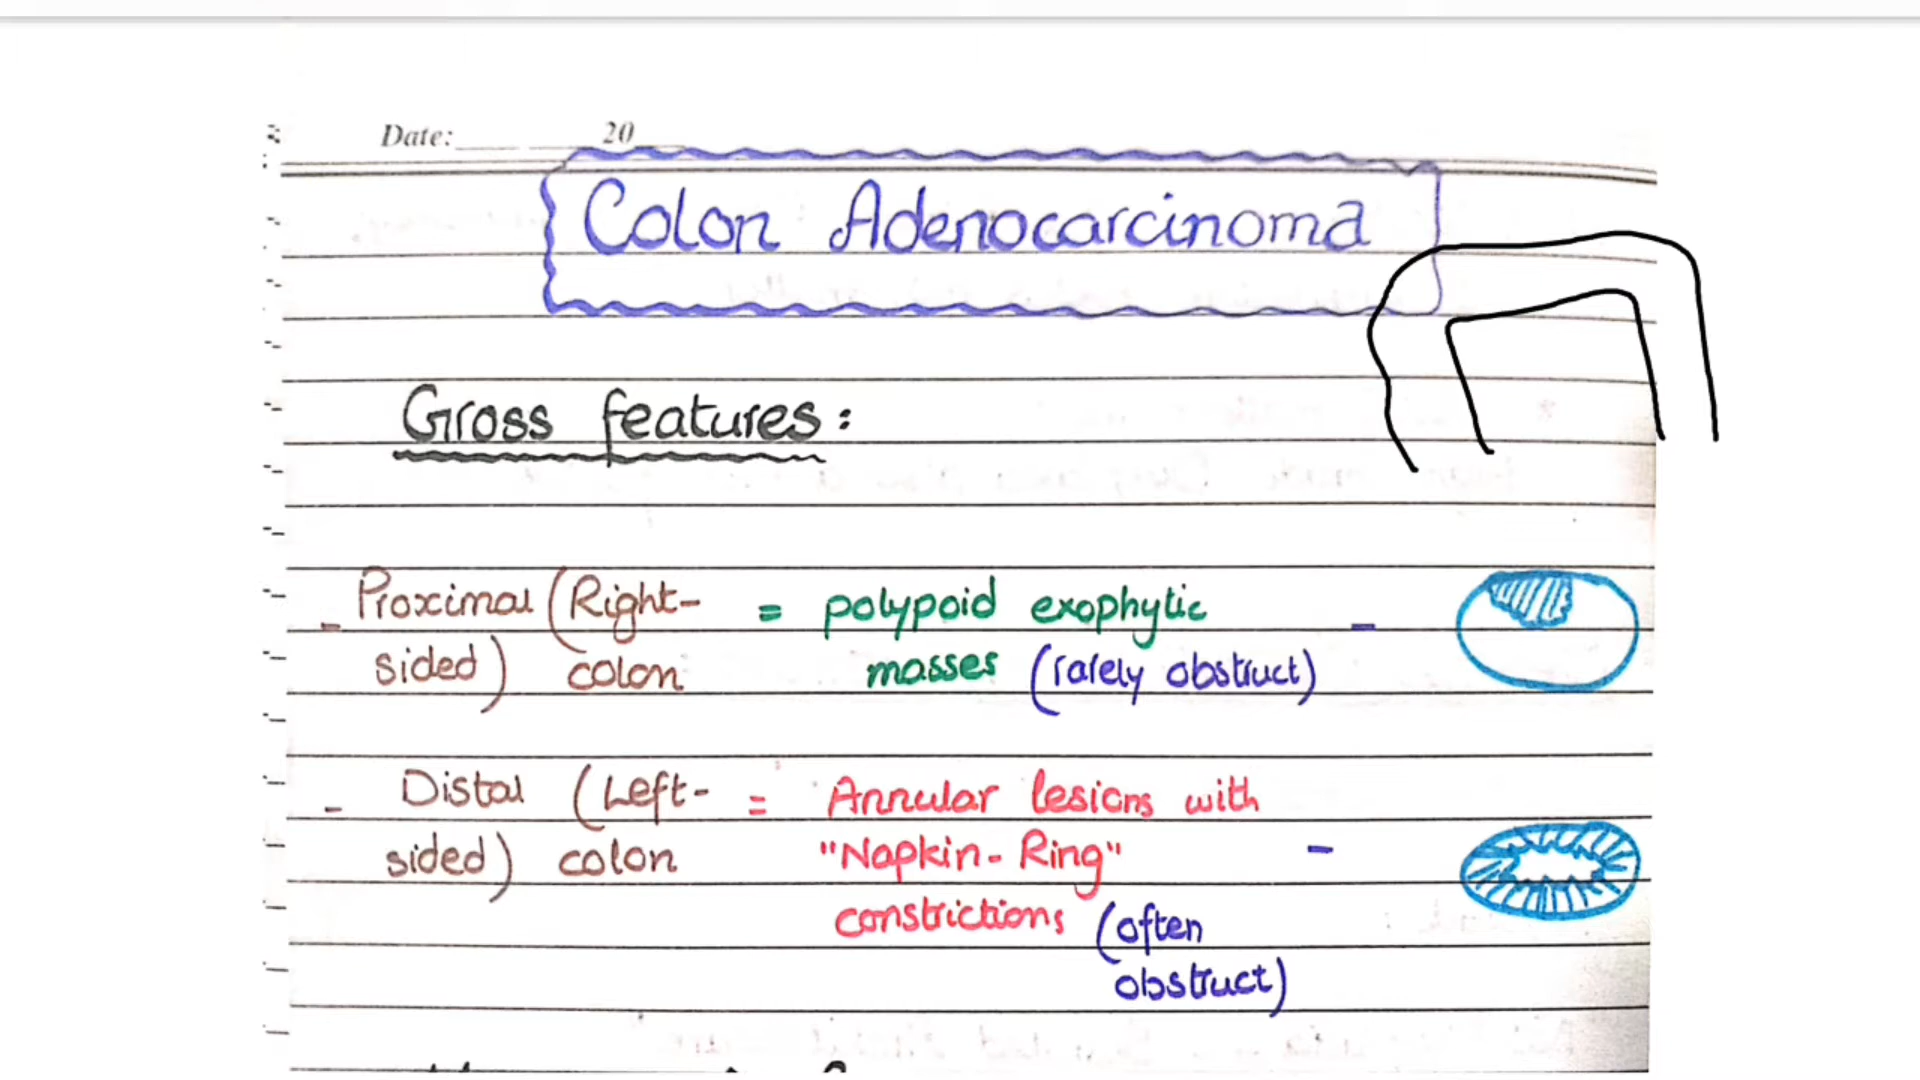 Date: 20
Colon Adenocarcinoma
Gross features:
- Proximal (Right- = polypoid exophytic -
sided) colon masses (rarely obstruct)
- Distal (Left- = Annular lesions with
sided) colon "Napkin-Ring" -
constrictions (often
obstruct)